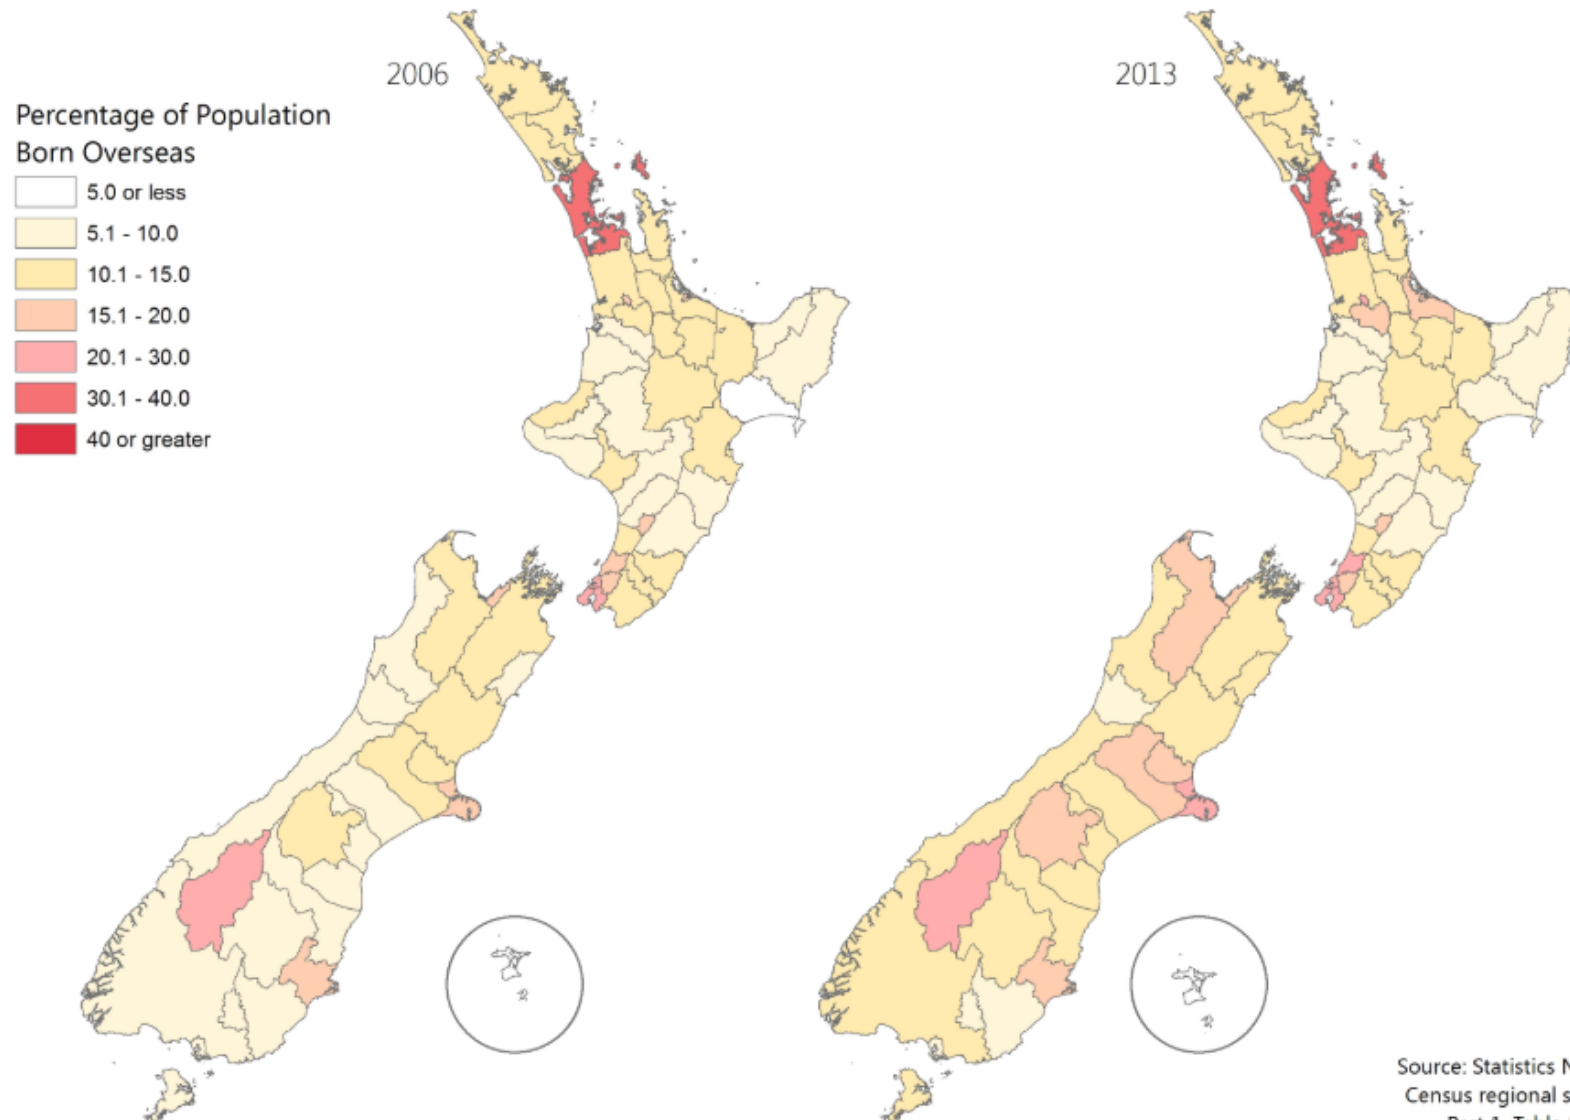 2006
2013
Percentage of Population
Born Overseas
5.0 or less
5.1 - 10.0
10.1 - 15.0
15.1 - 20.0
20.1 - 30.0
30.1 - 40.0
40 or greater
Source: Statistics N
Census regional s